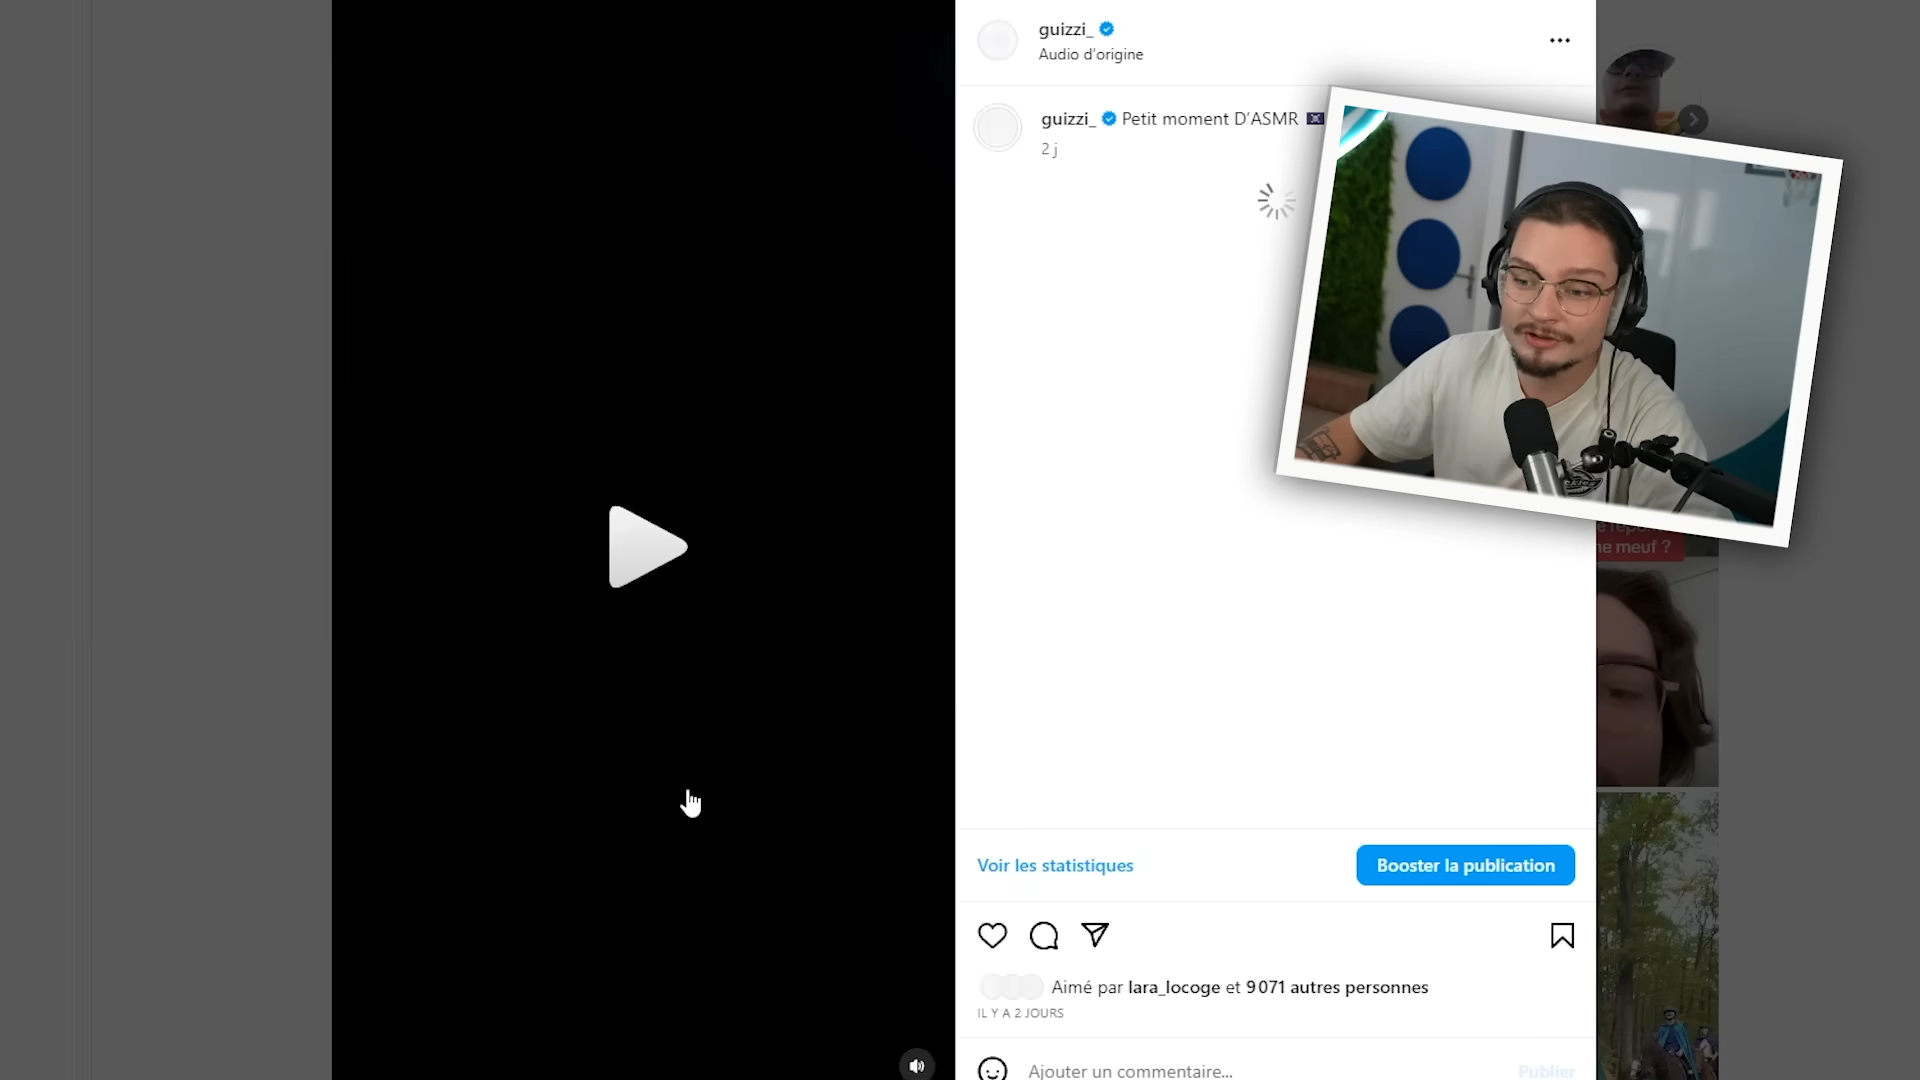 guizzi_
Audio d'origine
guizzi_ Petit moment D'ASMR
2 j
ne meuf ?
Voir les statistiques
Booster la publication
Aimé par lara_locoge et 9 071 autres personnes
IL Y A 2 JOURS
Ajouter un commentaire...
Publier